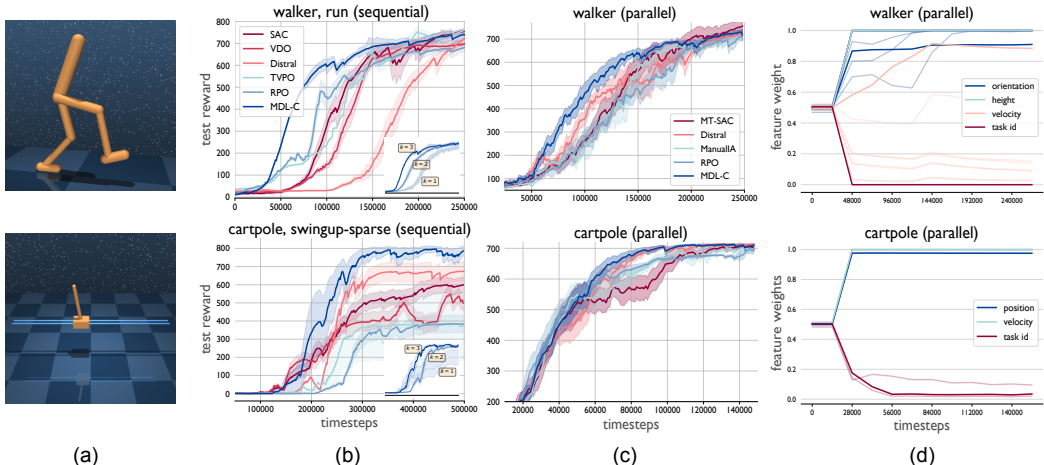 walker, run (sequential)
test reward
800
700
600
500
400
300
200
100
0
SAC
VDO
Distral
TVPO
RPO
MDL-C
k = 3
k = 2
k = 1
0 50000 100000 150000 200000 250000
walker (parallel)
800
700
600
500
400
300
200
100
MT-SAC
Distral
ManualIA
RPO
MDL-C
50000 100000 150000 200000 250000
walker (parallel)
feature weight
1.0
0.8
0.6
0.4
0.2
0.0
orientation
height
velocity
task id
0 48000 96000 144000 192000 240000
cartpole, swingup-sparse (sequential)
test reward
800
700
600
500
400
300
200
100
0
k = 3
k = 2
k = 1
100000 200000 300000 400000 500000
timesteps
cartpole (parallel)
700
600
500
400
300
200
20000 40000 60000 80000 100000 120000 140000
timesteps
cartpole (parallel)
feature weights
1.0
0.8
0.6
0.4
0.2
0.0
position
velocity
task id
0 28000 56000 84000 112000 140000
timesteps
(a) (b) (c) (d)